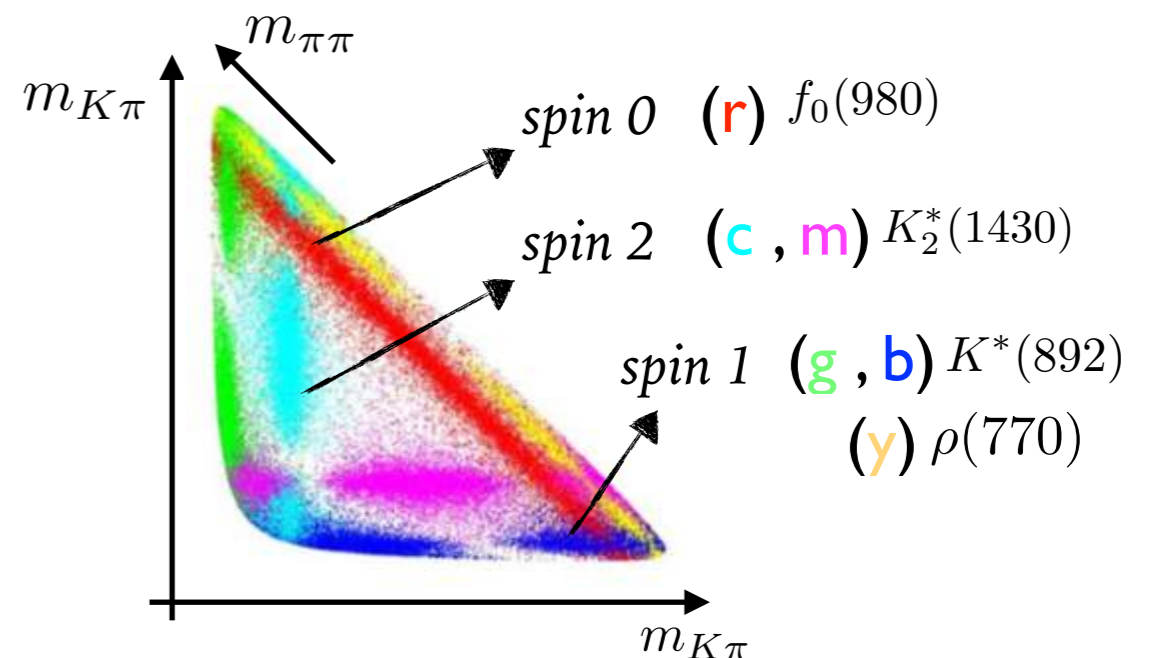 m_{ππ}
m_{Kπ}
spin 0 (r) f_0(980)
spin 2 (c , m) K_2^*(1430)
spin 1 (g , b) K^*(892)
(y) ρ(770)
m_{Kπ}